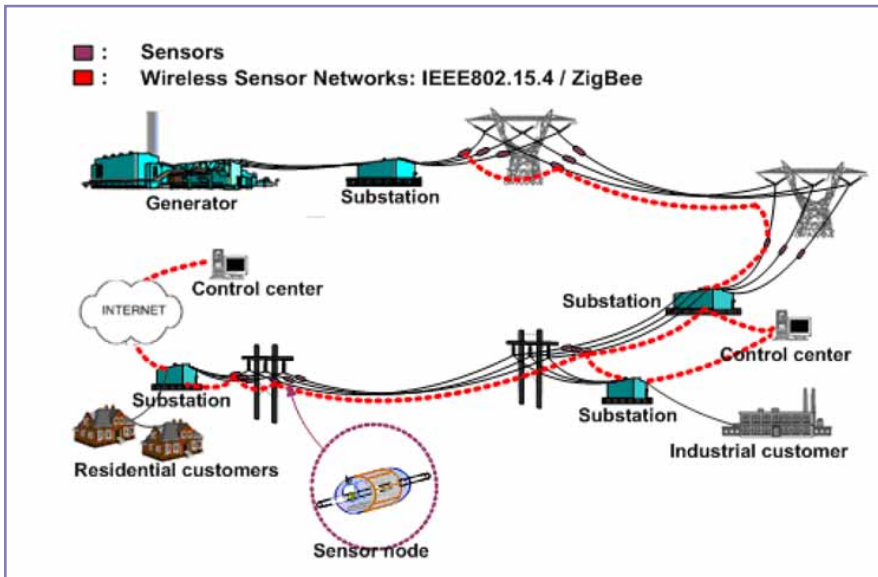 : Sensors
: Wireless Sensor Networks: IEEE802.15.4 / ZigBee
Generator
Substation
Control center
INTERNET
Substation
Control center
Substation
Substation
Residential customers
Industrial customer
Sensor node